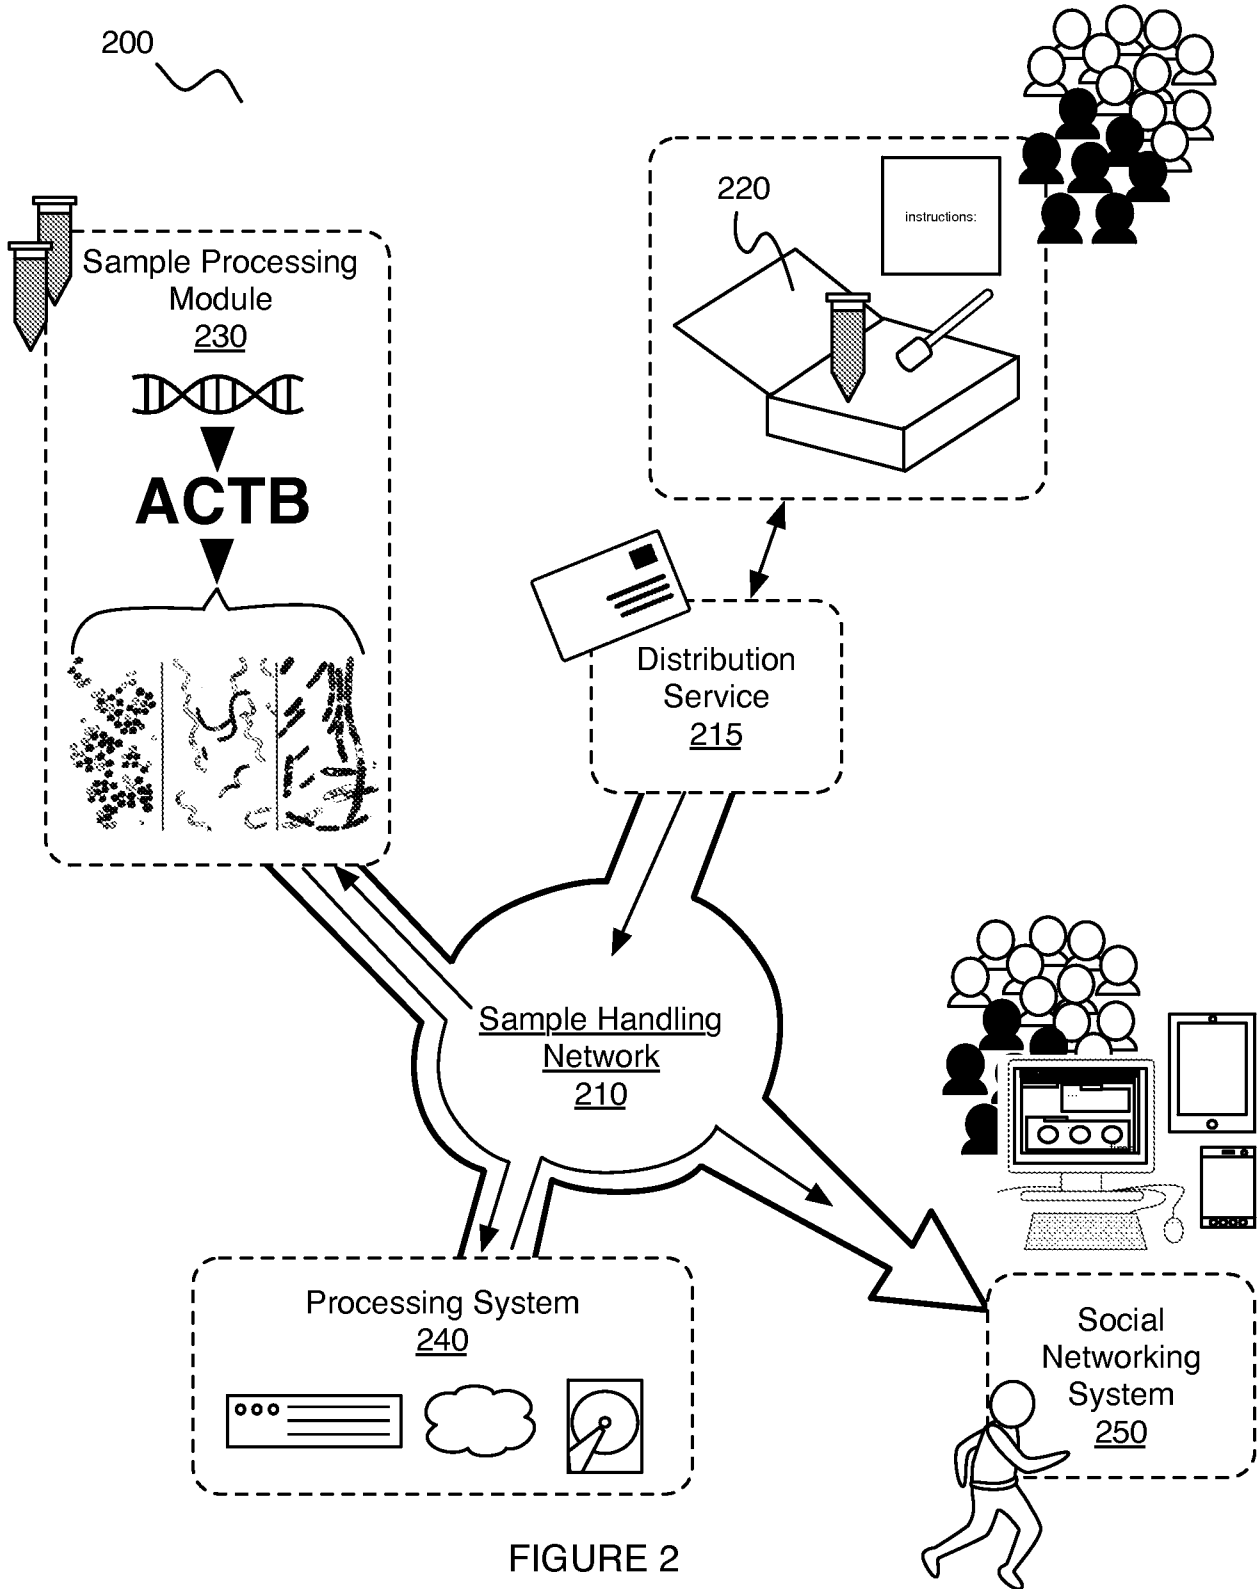 200
220
instructions:
Sample Processing
Module
230
ACTB
Distribution
Service
215
Sample Handling
Network
210
Processing System
240
Social
Networking
System
250
FIGURE 2